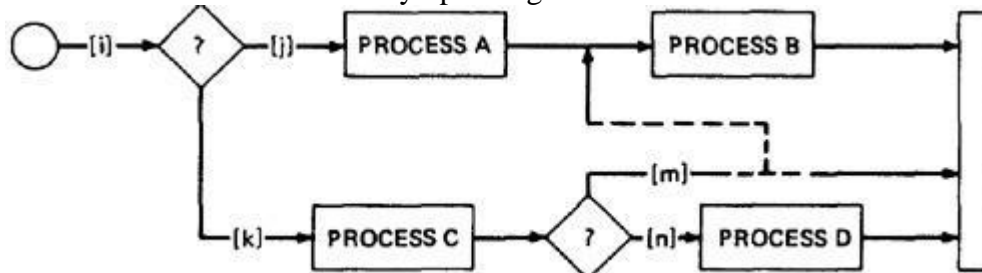 [i]
?
[j]
PROCESS A
PROCESS B
[m]
[k]
PROCESS C
?
[n]
PROCESS D